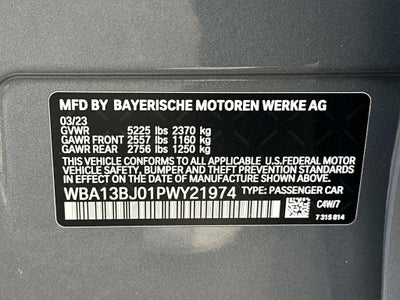 MFD BY BAYERISCHE MOTOREN WERKE AG
03/23
GVWR 5225 lbs 2370 kg
GAWR FRONT 2557 lbs 1160 kg
GAWR REAR 2756 lbs 1250 kg
THIS VEHICLE CONFORMS TO ALL APPLICABLE
U.S.FEDERAL MOTOR
VEHICLE SAFETY, BUMPER, AND
THEFT PREVENTION STANDARDS
IN EFFECT ON THE DATE OF
MANUFACTURE SHOWN ABOVE.
WBA13BJ01PWY21974 TYPE: PASSENGER CAR
C4W/7
7 315 814